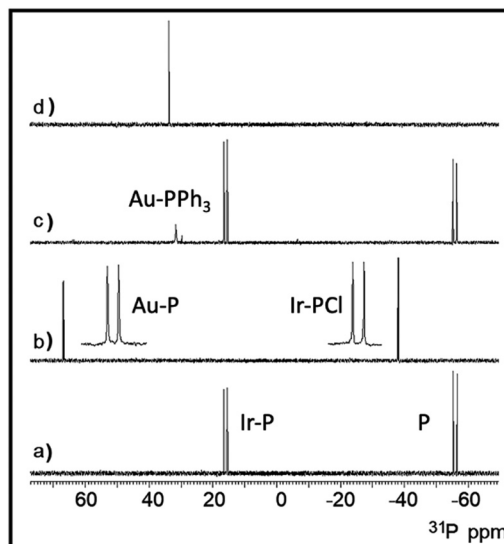 d)
Au-PPh₃
c)
Au-P Ir-PCl
b)
Ir-P P
a)
60 40 20 0 -20 -40 -60
³¹P ppm